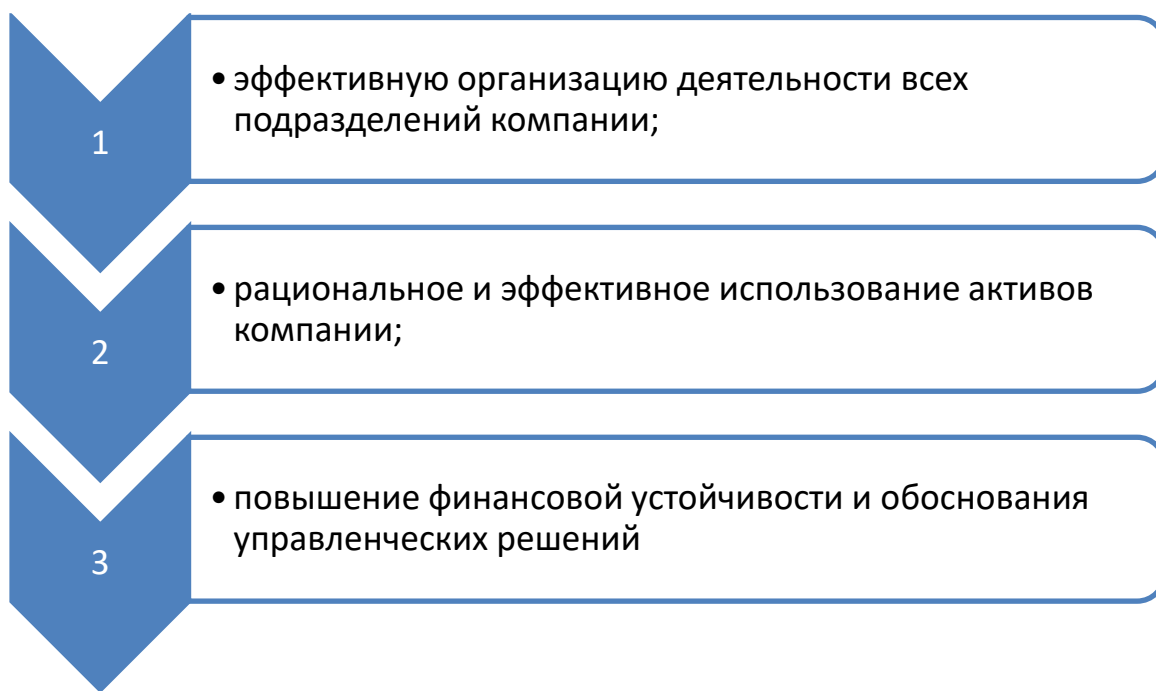 1
• эффективную организацию деятельности всех
подразделений компании;
2
• рациональное и эффективное использование активов
компании;
3
• повышение финансовой устойчивости и обоснования
управленческих решений